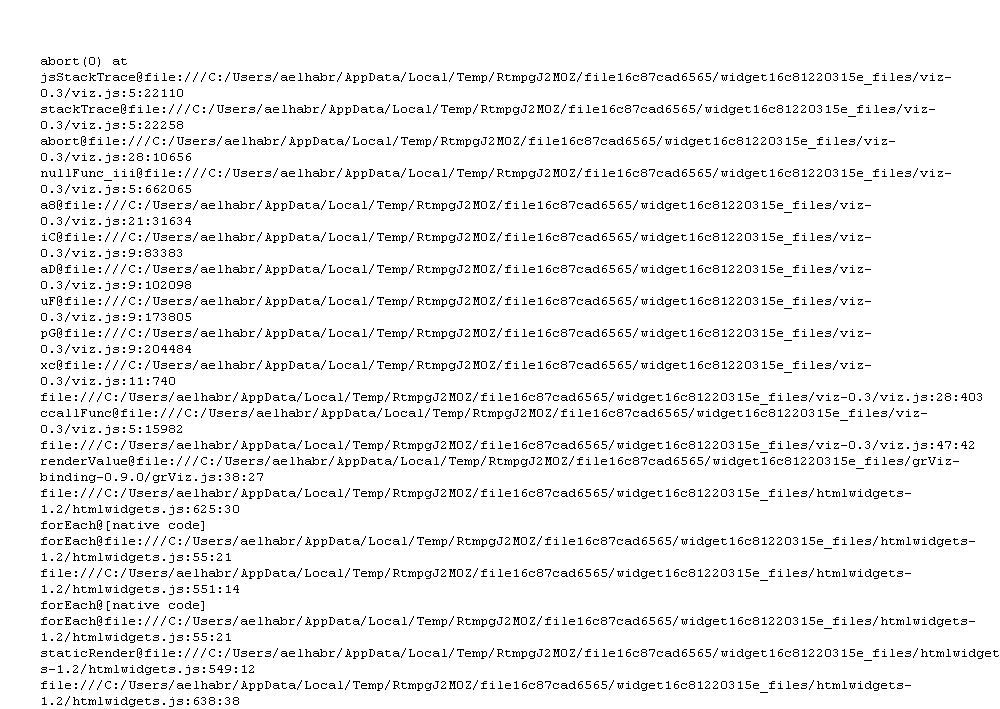 abort(0) at
jsStackTrace@file:///C:/Users/aelhabr/AppData/Local/Temp/RtmpgJ2MOZ/file16c87cad6565/widget16c81220315e_files/viz-
0.3/viz.js:5:22110
stackTrace@file:///C:/Users/aelhabr/AppData/Local/Temp/RtmpgJ2MOZ/file16c87cad6565/widget16c81220315e_files/viz-
0.3/viz.js:5:22258
abort@file:///C:/Users/aelhabr/AppData/Local/Temp/RtmpgJ2MOZ/file16c87cad6565/widget16c81220315e_files/viz-
0.3/viz.js:28:10656
nullFunc_iii@file:///C:/Users/aelhabr/AppData/Local/Temp/RtmpgJ2MOZ/file16c87cad6565/widget16c81220315e_files/viz-
0.3/viz.js:5:662065
a8@file:///C:/Users/aelhabr/AppData/Local/Temp/RtmpgJ2MOZ/file16c87cad6565/widget16c81220315e_files/viz-
0.3/viz.js:21:31634
iC@file:///C:/Users/aelhabr/AppData/Local/Temp/RtmpgJ2MOZ/file16c87cad6565/widget16c81220315e_files/viz-
0.3/viz.js:9:83383
aD@file:///C:/Users/aelhabr/AppData/Local/Temp/RtmpgJ2MOZ/file16c87cad6565/widget16c81220315e_files/viz-
0.3/viz.js:9:102098
uF@file:///C:/Users/aelhabr/AppData/Local/Temp/RtmpgJ2MOZ/file16c87cad6565/widget16c81220315e_files/viz-
0.3/viz.js:9:173805
pG@file:///C:/Users/aelhabr/AppData/Local/Temp/RtmpgJ2MOZ/file16c87cad6565/widget16c81220315e_files/viz-
0.3/viz.js:9:204484
xc@file:///C:/Users/aelhabr/AppData/Local/Temp/RtmpgJ2MOZ/file16c87cad6565/widget16c81220315e_files/viz-
0.3/viz.js:11:740
file:///C:/Users/aelhabr/AppData/Local/Temp/RtmpgJ2MOZ/file16c87cad6565/widget16c81220315e_files/viz-0.3/viz.js:28:403
ccallFunc@file:///C:/Users/aelhabr/AppData/Local/Temp/RtmpgJ2MOZ/file16c87cad6565/widget16c81220315e_files/viz-
0.3/viz.js:5:15982
file:///C:/Users/aelhabr/AppData/Local/Temp/RtmpgJ2MOZ/file16c87cad6565/widget16c81220315e_files/viz-0.3/viz.js:47:42
renderValue@file:///C:/Users/aelhabr/AppData/Local/Temp/RtmpgJ2MOZ/file16c87cad6565/widget16c81220315e_files/grViz-
binding-0.9.0/grViz.js:38:27
file:///C:/Users/aelhabr/AppData/Local/Temp/RtmpgJ2MOZ/file16c87cad6565/widget16c81220315e_files/htmlwidgets-
1.2/htmlwidgets.js:625:30
forEach@[native code]
forEach@file:///C:/Users/aelhabr/AppData/Local/Temp/RtmpgJ2MOZ/file16c87cad6565/widget16c81220315e_files/htmlwidgets-
1.2/htmlwidgets.js:55:21
file:///C:/Users/aelhabr/AppData/Local/Temp/RtmpgJ2MOZ/file16c87cad6565/widget16c81220315e_files/htmlwidgets-
1.2/htmlwidgets.js:551:14
forEach@[native code]
forEach@file:///C:/Users/aelhabr/AppData/Local/Temp/RtmpgJ2MOZ/file16c87cad6565/widget16c81220315e_files/htmlwidgets-
1.2/htmlwidgets.js:55:21
staticRender@file:///C:/Users/aelhabr/AppData/Local/Temp/RtmpgJ2MOZ/file16c87cad6565/widget16c81220315e_files/htmlwidget
s-1.2/htmlwidgets.js:549:12
file:///C:/Users/aelhabr/AppData/Local/Temp/RtmpgJ2MOZ/file16c87cad6565/widget16c81220315e_files/htmlwidgets-
1.2/htmlwidgets.js:638:38